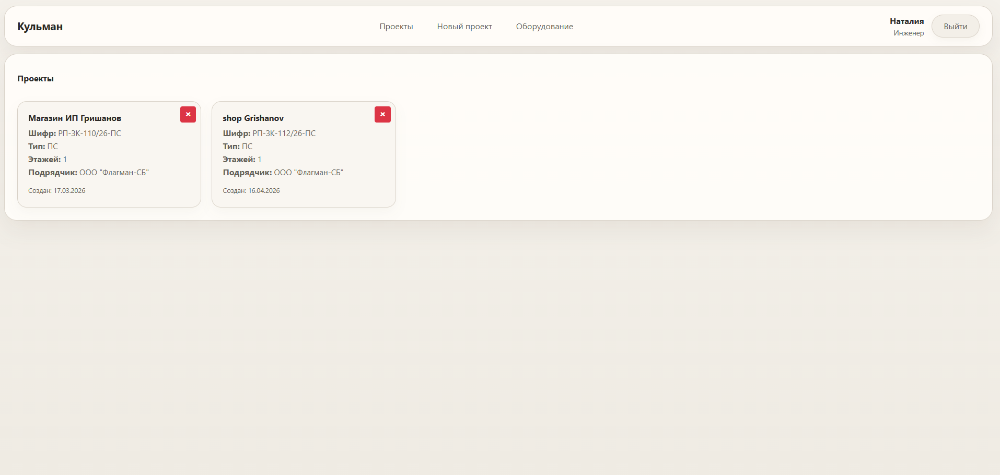 Кульман
Проекты
Новый проект
Оборудование
Наталия
Инженер
Выйти
Проекты
Магазин ИП Гришанов
Шифр: РП-ЗК-110/26-ПС
Тип: ПС
Этажей: 1
Подрядчик: ООО "Флагман-СБ"
Создан: 17.03.2026
shop Grishanov
Шифр: РП-ЗК-112/26-ПС
Тип: ПС
Этажей: 1
Подрядчик: ООО "Флагман-СБ"
Создан: 16.04.2026